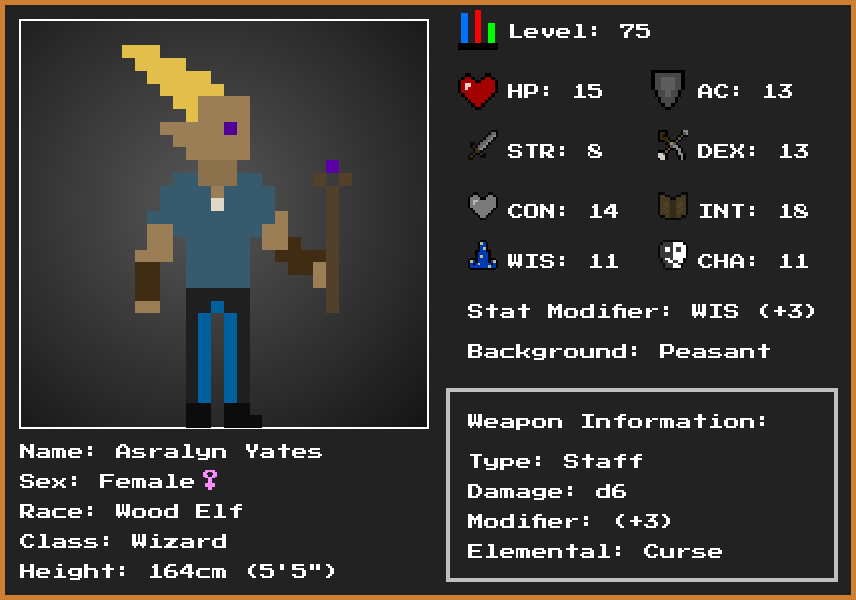 Level: 75
HP: 15
AC: 13
STR: 8
DEX: 13
CON: 14
INT: 18
WIS: 11
CHA: 11
Stat Modifier: WIS (+3)
Background: Peasant
Weapon Information:
Type: Staff
Damage: d6
Modifier: (+3)
Elemental: Curse
Name: Asralyn Yates
Sex: Female♀
Race: Wood Elf
Class: Wizard
Height: 164cm (5'5")